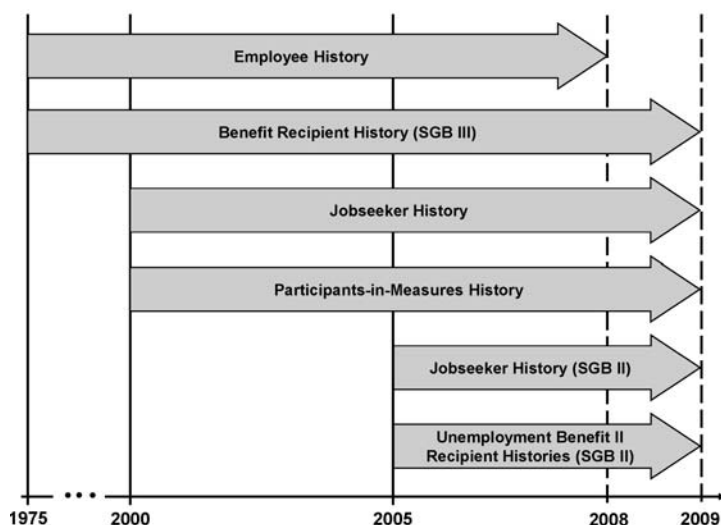 Employee History
Benefit Recipient History (SGB III)
Jobseeker History
Participants-in-Measures History
Jobseeker History (SGB II)
Unemployment Benefit II
Recipient Histories (SGB II)
1975 ••• 2000 2005 2008 2009